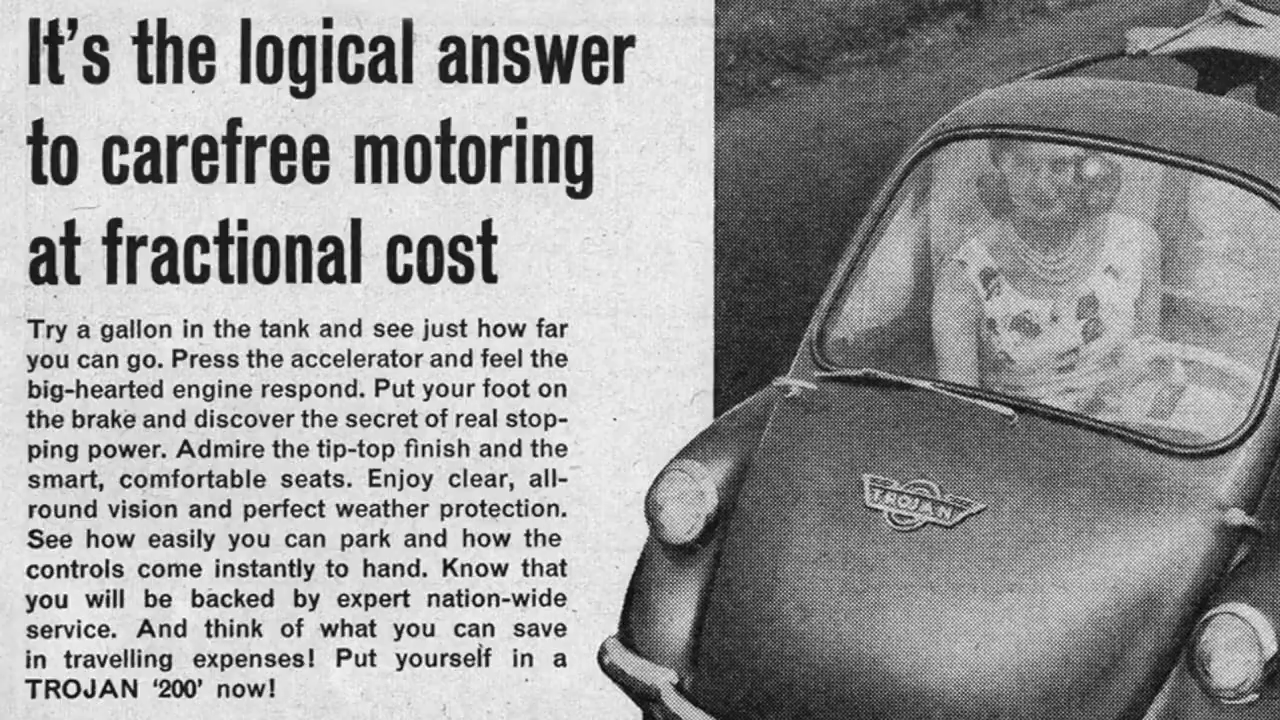 It's the logical answer
to carefree motoring
at fractional cost
Try a gallon in the tank and see just how far
you can go. Press the accelerator and feel the
big-hearted engine respond. Put your foot on
the brake and discover the secret of real stop-
ping power. Admire the tip-top finish and the
smart, comfortable seats. Enjoy clear, all-
round vision and perfect weather protection.
See how easily you can park and how the
controls come instantly to hand. Know that
you will be backed by expert nation-wide
service. And think of what you can save
in travelling expenses! Put yourself in a
TROJAN ‘200’ now!
TROJAN